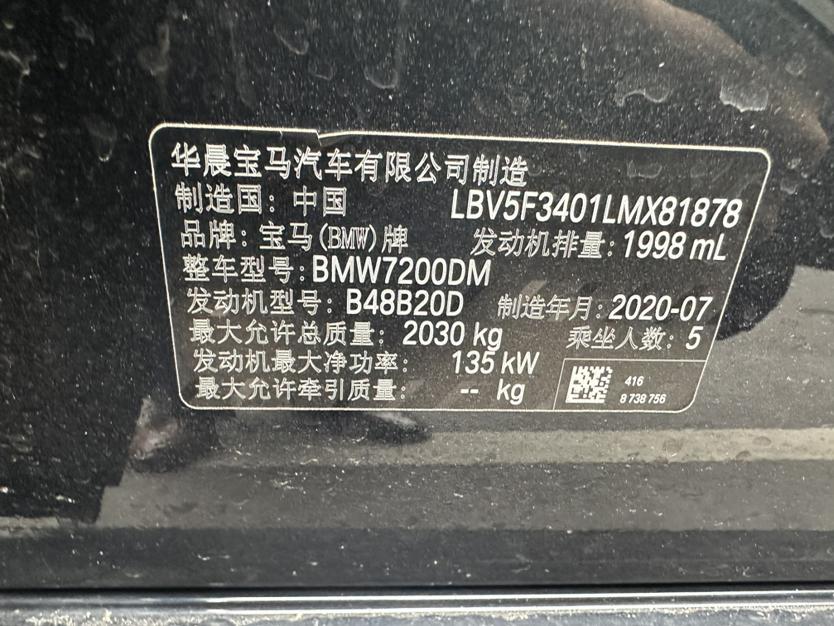 华晨宝马汽车有限公司制造
制造国：中国 LBV5F3401LMX81878
品牌：宝马(BMW)牌 发动机排量：1998 mL
整车型号：BMW7200DM
发动机型号：B48B20D 制造年月：2020-07
最大允许总质量：2030 kg 乘坐人数：5
发动机最大净功率：135 kW
最大允许牵引质量：-- kg
416
8 738 756